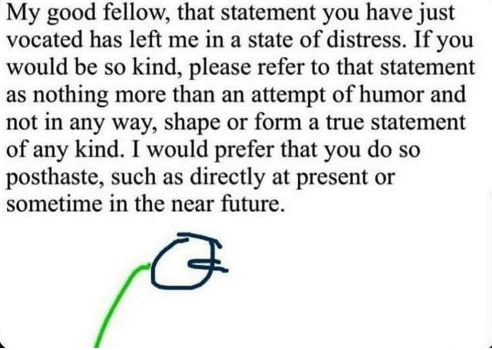 My good fellow, that statement you have just
vocated has left me in a state of distress. If you
would be so kind, please refer to that statement
as nothing more than an attempt of humor and
not in any way, shape or form a true statement
of any kind. I would prefer that you do so
posthaste, such as directly at present or
sometime in the near future.